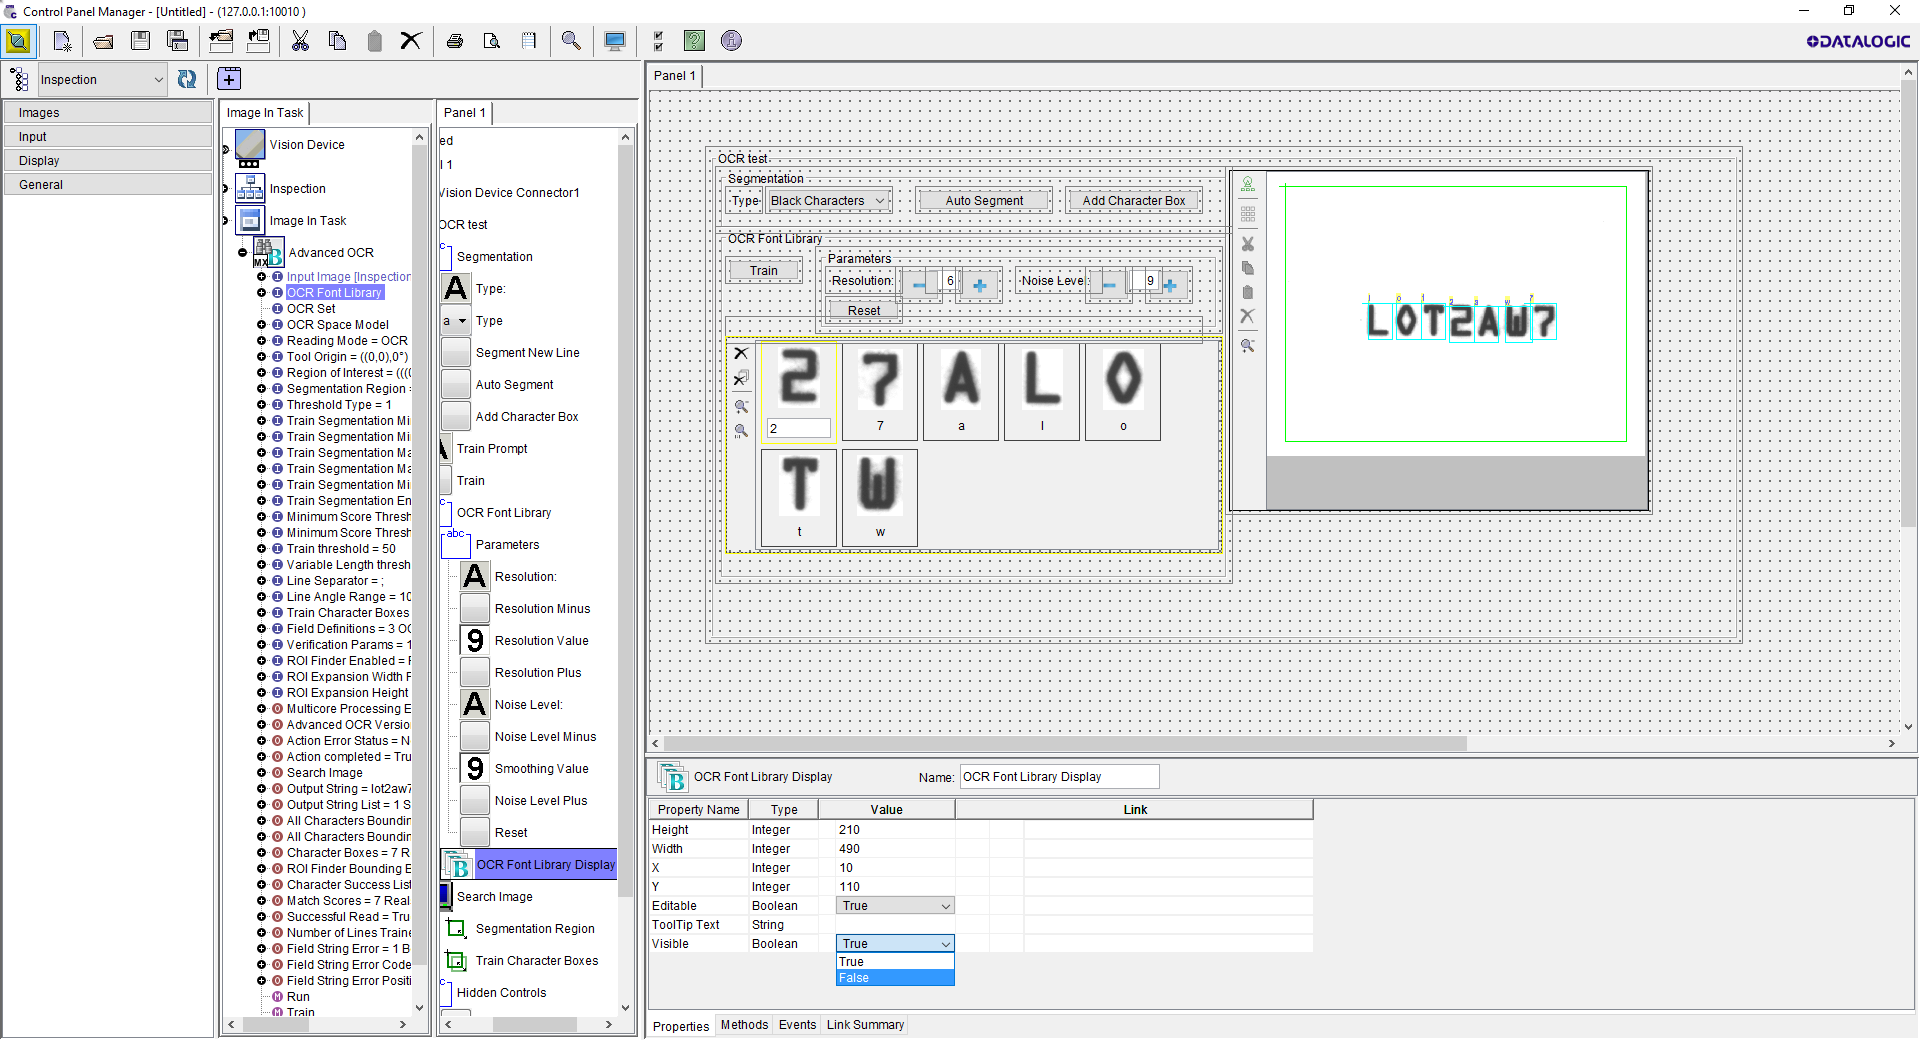 Control Panel Manager - [Untitled] - (127.0.0.1:10010 )
DATALOGIC
Inspection
Images
Input
Display
General
Image In Task
Vision Device
Inspection
Image In Task
Advanced OCR
Input Image [Inspection
OCR Font Library
OCR Set
OCR Space Model
Reading Mode = OCR
Tool Origin = ((0,0),0°)
Region of Interest = (((0
Segmentation Region =
Threshold Type = 1
Train Segmentation Mi
Train Segmentation Mi
Train Segmentation Ma
Train Segmentation Ma
Train Segmentation Mi
Train Segmentation En
Minimum Score Thresh
Minimum Score Thresh
Train threshold = 50
Variable Length thresh
Line Separator = ;
Line Angle Range = 10
Train Character Boxes
Field Definitions = 3 OC
Verification Params = 1
ROI Finder Enabled = F
ROI Expansion Width F
ROI Expansion Height
Multicore Processing E
Advanced OCR Versio
Action Error Status = N
Action completed = Tru
Search Image
Output String = lot2aw7
Output String List = 1 S
All Characters Boundin
All Characters Boundin
Character Boxes = 7 R
ROI Finder Bounding B
Character Success List
Match Scores = 7 Real
Successful Read = Tru
Number of Lines Traine
Field String Error = 1 B
Field String Error Code
Field String Error Positi
Run
Train
Panel 1
ed
l 1
Vision Device Connector1
OCR test
Segmentation
A Type:
a Type
Segment New Line
Auto Segment
Add Character Box
Train Prompt
Train
OCR Font Library
abc Parameters
A Resolution:
Resolution Minus
9 Resolution Value
Resolution Plus
A Noise Level:
Noise Level Minus
9 Smoothing Value
Noise Level Plus
Reset
OCR Font Library Display
Search Image
Segmentation Region
Train Character Boxes
Hidden Controls
Panel 1
OCR test
Segmentation
Type Black Characters Auto Segment Add Character Box
OCR Font Library
Train
Parameters
Resolution: 6 Noise Level: 9
Reset
2 7 A L O
2 7 a l o
T W
t w
l o t 2 a w 7
LOT2AW7
OCR Font Library Display Name: OCR Font Library Display
Property Name Type Value Link
Height Integer 210
Width Integer 490
X Integer 10
Y Integer 110
Editable Boolean True
ToolTip Text String
Visible Boolean True
True
False
Properties Methods Events Link Summary